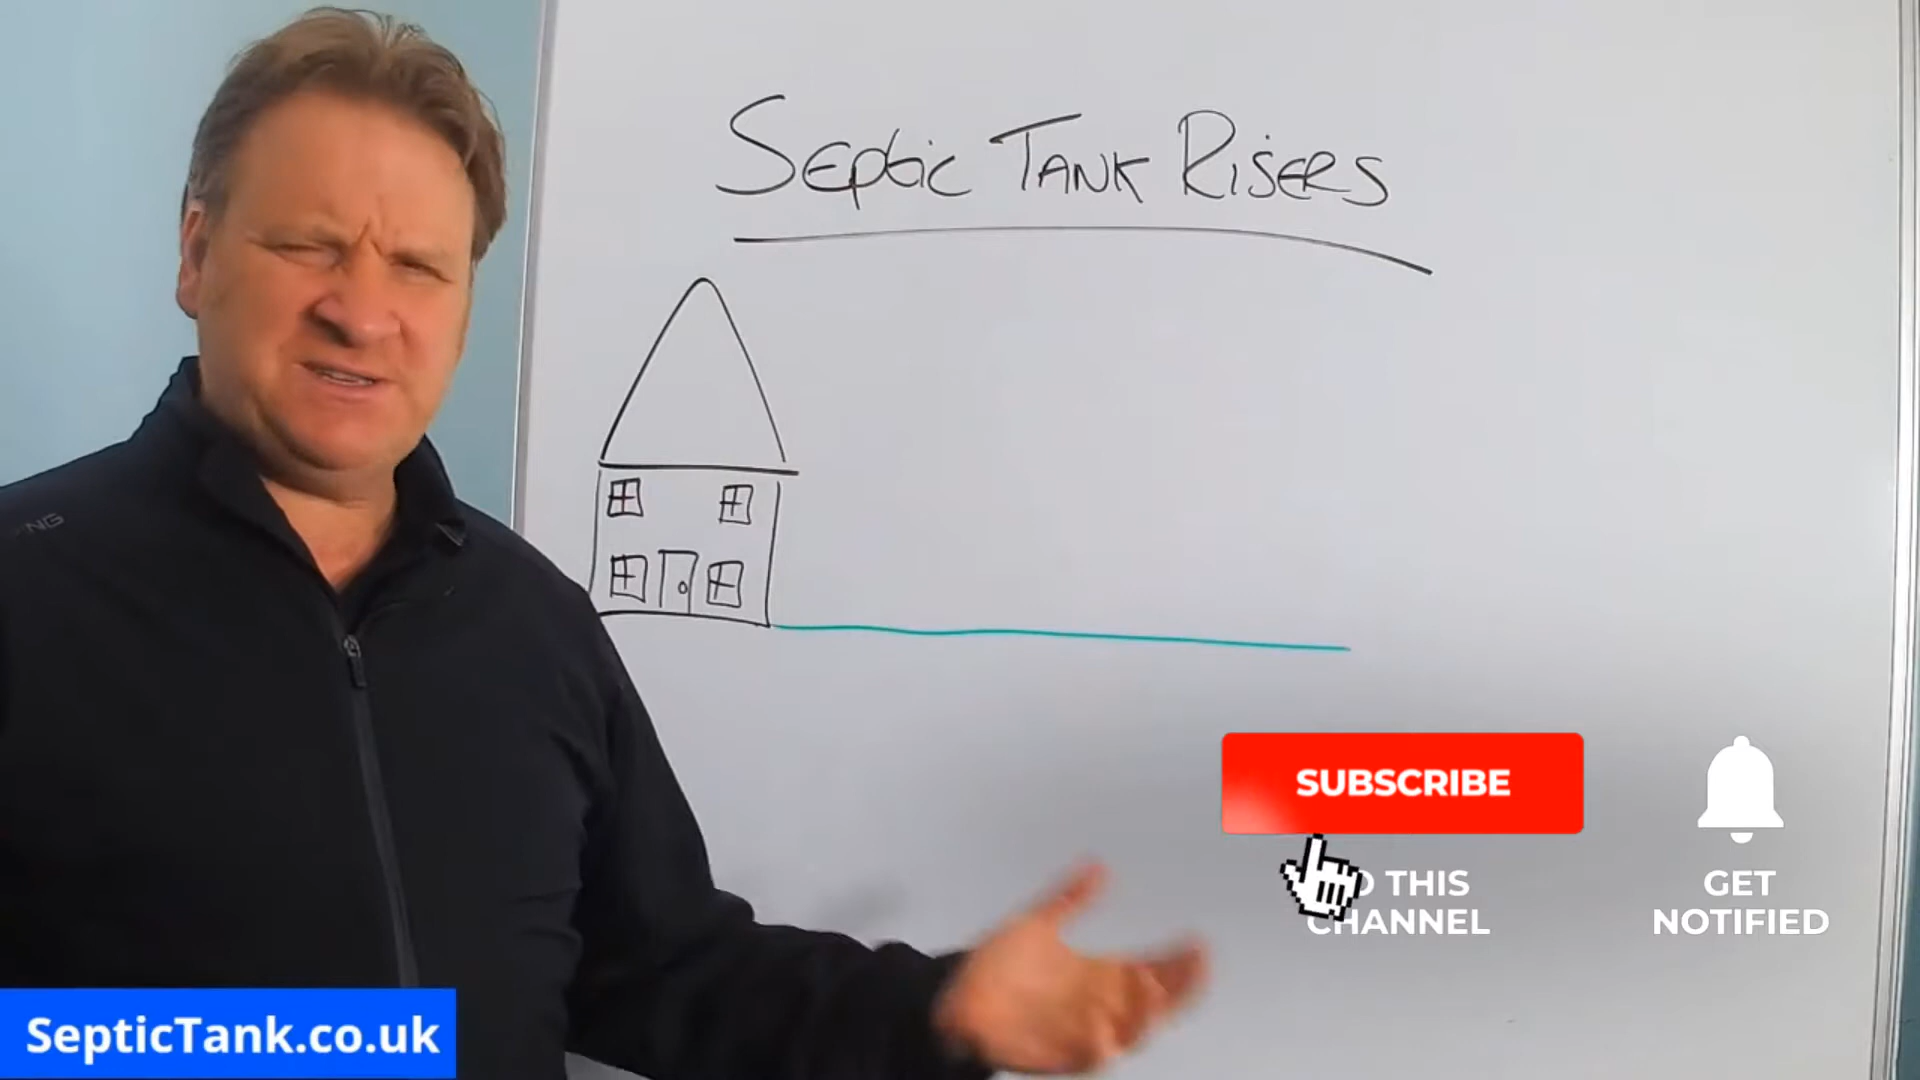 SEPTIC TANK RISERS
SUBSCRIBE
THIS
CHANNEL
GET
NOTIFIED
SepticTank.co.uk